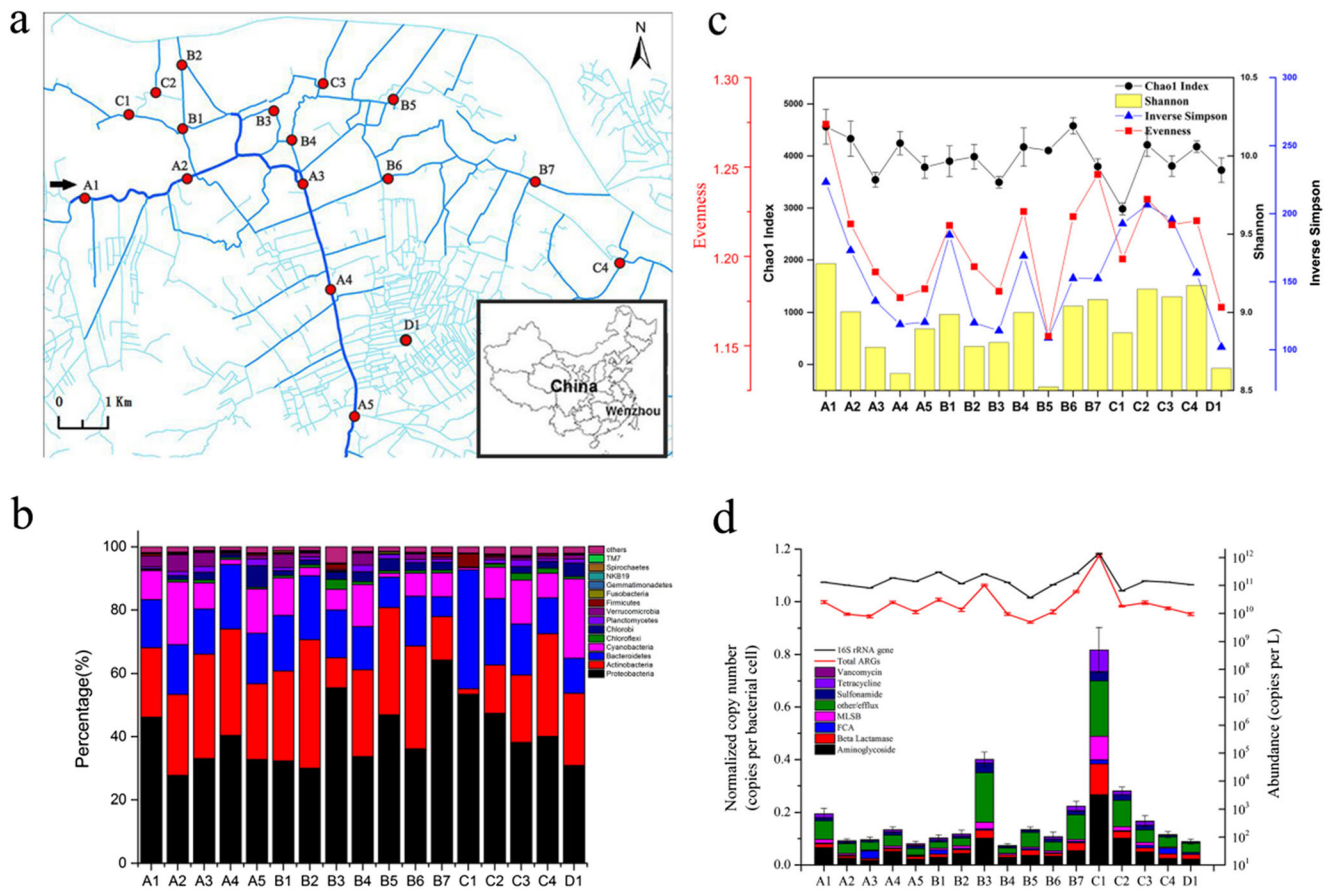 a
N
B2
C2
C3
C1
B5
B3
B1
B4
A2
B6
B7
A3
A1
C4
A4
D1
0 1 Km
A5
China
Wenzhou
c
1.30
10.5
300
5000
Chao1 Index
Shannon
Inverse Simpson
Evenness
1.25
4000
10.0
250
3000
200
Evenness
1.20
Chao1 Index
2000
9.5
Shannon
150
Inverse Simpson
1000
9.0
1.15
100
0
8.5
A1 A2 A3 A4 A5 B1 B2 B3 B4 B5 B6 B7 C1 C2 C3 C4 D1
b
100
80
60
40
20
0
Percentage(%)
others
TM7
Spirochaetes
NKB19
Gemmatimonadetes
Fusobacteria
Firmicutes
Verrucomicrobia
Planctomycetes
Chlorobi
Chloroflexi
Cyanobacteria
Bacteroidetes
Actinobacteria
Proteobacteria
A1 A2 A3 A4 A5 B1 B2 B3 B4 B5 B6 B7 C1 C2 C3 C4 D1
d
1.2
1.0
0.8
0.6
0.4
0.2
0.0
Normalized copy number
(copies per bacterial cell)
16S rRNA gene
Total ARGs
Vancomycin
Tetracycline
Sulfonamide
other/efflux
MLSB
FCA
Beta Lactamase
Aminoglycoside
10¹²
10¹¹
10¹⁰
10⁹
10⁸
10⁷
10⁶
10⁵
10⁴
10³
10²
10¹
Abundance (copies per L)
A1 A2 A3 A4 A5 B1 B2 B3 B4 B5 B6 B7 C1 C2 C3 C4 D1